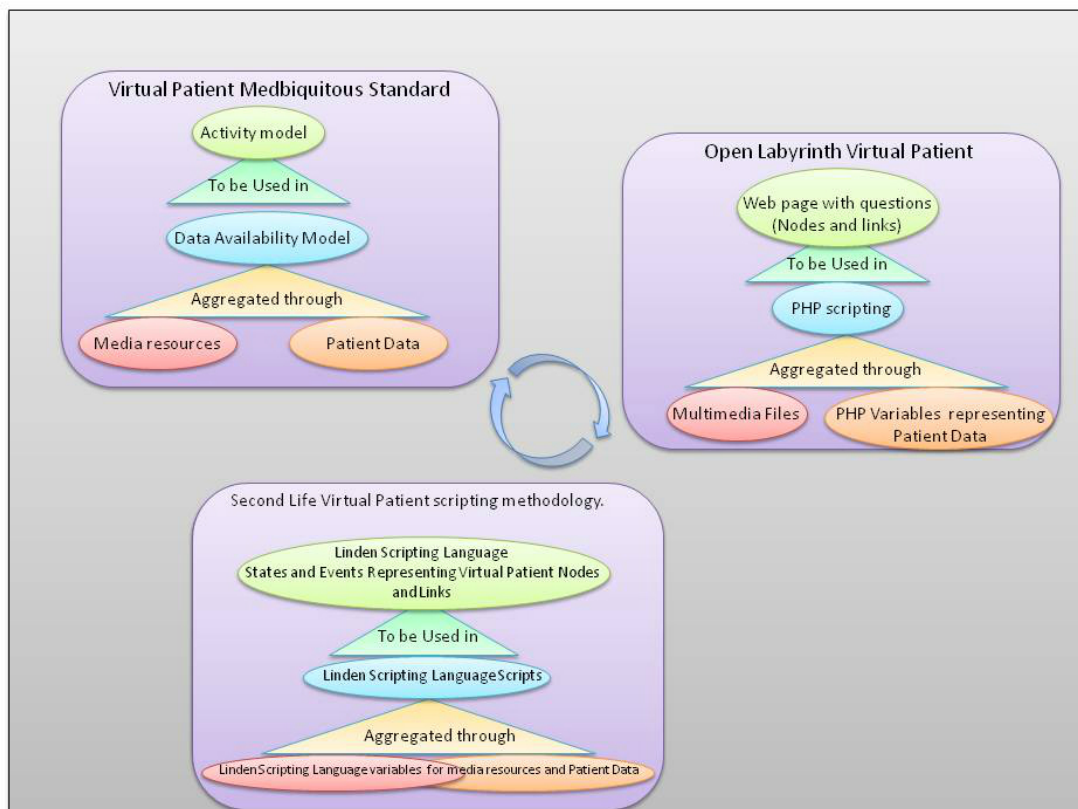 Virtual Patient Medbiquitous Standard
Activity model
To be Used in
Data Availability Model
Aggregated through
Media resources
Patient Data
Open Labyrinth Virtual Patient
Web page with questions
(Nodes and links)
To be Used in
PHP scripting
Aggregated through
Multimedia Files
PHP Variables representing
Patient Data
Second Life Virtual Patient scripting methodology.
Linden Scripting Language
States and Events Representing Virtual Patient Nodes
and Links
To be Used in
Linden Scripting Language Scripts
Aggregated through
Linden Scripting Language variables for media resources and Patient Data